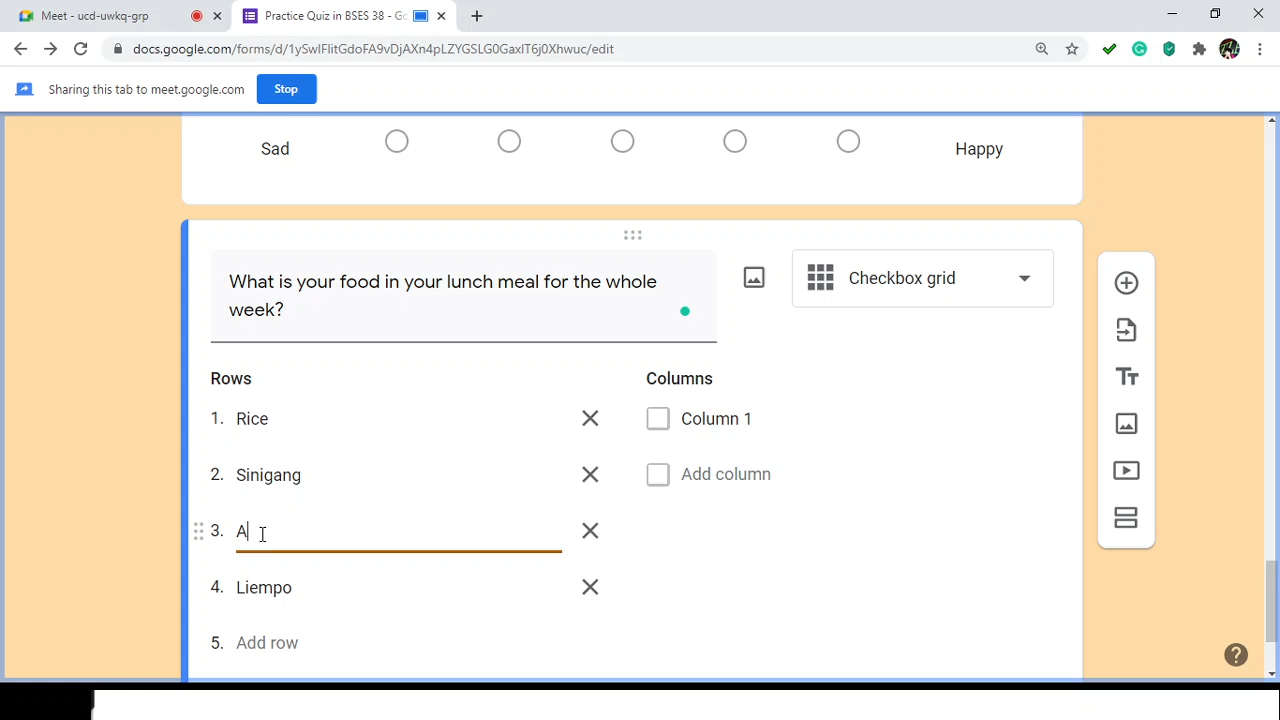 Meet - ucd-uwkq-grp
Practice Quiz in BSES 38 - Go
docs.google.com/forms/d/1ySwIFlitGdoFA9vDjAXn4pLZYGSLG0GaxIT6j0Xhwuc/edit
Sharing this tab to meet.google.com
Stop
Sad
Happy
What is your food in your lunch meal for the whole
week?
Checkbox grid
Rows
Columns
1. Rice
Column 1
2. Sinigang
Add column
3. A
4. Liempo
5. Add row